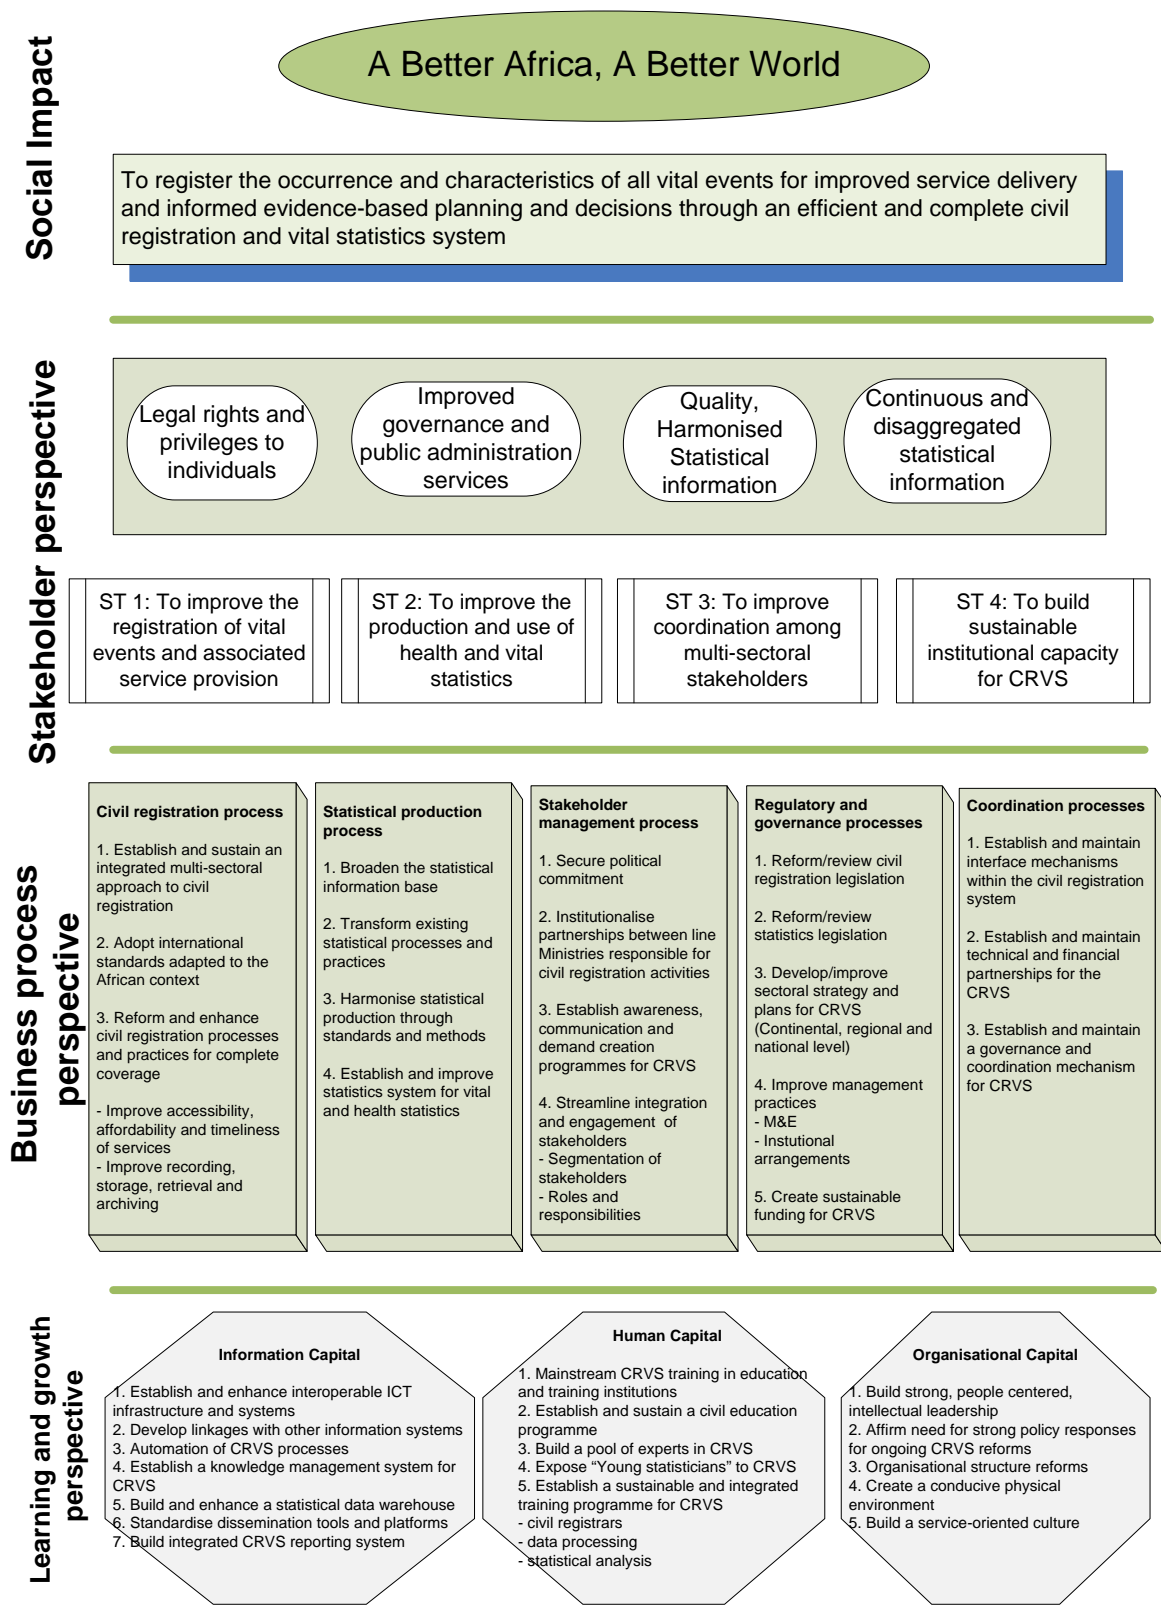 Social Impact
A Better Africa, A Better World
To register the occurrence and characteristics of all vital events for improved service delivery
and informed evidence-based planning and decisions through an efficient and complete civil
registration and vital statistics system
Stakeholder perspective
Legal rights and
privileges to
individuals
Improved
governance and
public administration
services
Quality,
Harmonised
Statistical
information
Continuous and
disaggregated
statistical
information
ST 1: To improve the
registration of vital
events and associated
service provision
ST 2: To improve the
production and use of
health and vital
statistics
ST 3: To improve
coordination among
multi-sectoral
stakeholders
ST 4: To build
sustainable
institutional capacity
for CRVS
Business process
perspective
Civil registration process
1. Establish and sustain an
integrated multi-sectoral
approach to civil
registration
2. Adopt international
standards adapted to the
African context
3. Reform and enhance
civil registration processes
and practices for complete
coverage
- Improve accessibility,
affordability and timeliness
of services
- Improve recording,
storage, retrieval and
archiving
Statistical production
process
1. Broaden the statistical
information base
2. Transform existing
statistical processes and
practices
3. Harmonise statistical
production through
standards and methods
4. Establish and improve
statistics system for vital
and health statistics
Stakeholder
management process
1. Secure political
commitment
2. Institutionalise
partnerships between line
Ministries responsible for
civil registration activities
3. Establish awareness,
communication and
demand creation
programmes for CRVS
4. Streamline integration
and engagement  of
stakeholders
- Segmentation of
stakeholders
- Roles and
responsibilities
Regulatory and
governance processes
1. Reform/review civil
registration legislation
2. Reform/review
statistics legislation
3. Develop/improve
sectoral strategy and
plans for CRVS
(Continental, regional and
national level)
4. Improve management
practices
- M&E
- Instutional
arrangements
5. Create sustainable
funding for CRVS
Coordination processes
1. Establish and maintain
interface mechanisms
within the civil registration
system
2. Establish and maintain
technical and financial
partnerships for the
CRVS
3. Establish and maintain
a governance and
coordination mechanism
for CRVS
Learning and growth
perspective
Information Capital
1. Establish and enhance interoperable ICT
infrastructure and systems
2. Develop linkages with other information systems
3. Automation of CRVS processes
4. Establish a knowledge management system for
CRVS
5. Build and enhance a statistical data warehouse
6. Standardise dissemination tools and platforms
7. Build integrated CRVS reporting system
Human Capital
1. Mainstream CRVS training in education
and training institutions
2. Establish and sustain a civil education
programme
3. Build a pool of experts in CRVS
4. Expose “Young statisticians” to CRVS
5. Establish a sustainable and integrated
training programme for CRVS
- civil registrars
- data processing
- statistical analysis
Organisational Capital
1. Build strong, people centered,
intellectual leadership
2. Affirm need for strong policy responses
for ongoing CRVS reforms
3. Organisational structure reforms
4. Create a conducive physical
environment
5. Build a service-oriented culture